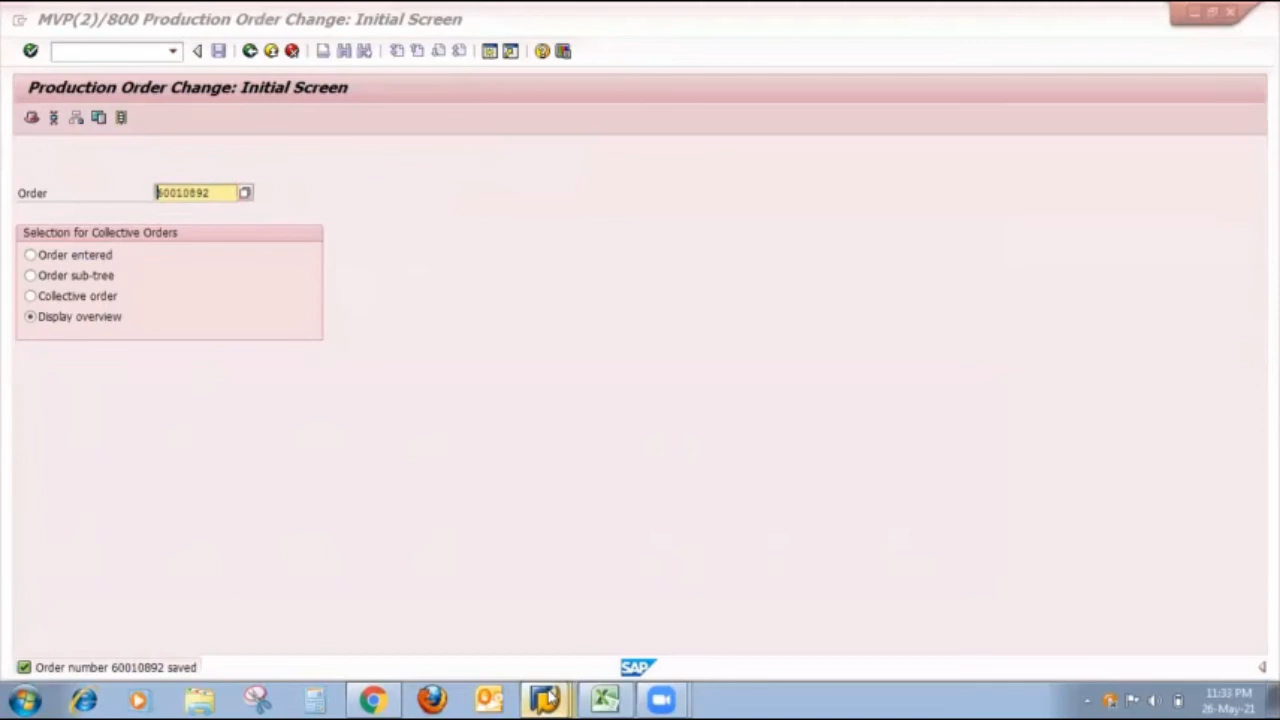 MVP(2)/800 Production Order Change: Initial Screen
Production Order Change: Initial Screen
Order 60010892
Selection for Collective Orders
Order entered
Order sub-tree
Collective order
Display overview
Order number 60010892 saved
SAP
11:33 PM
26-May-21